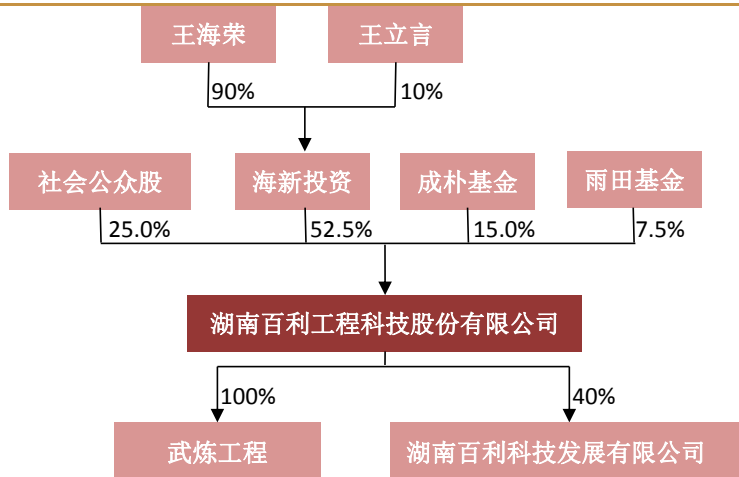 王海荣
王立言
90%
10%
社会公众股
海新投资
成朴基金
雨田基金
25.0%
52.5%
15.0%
7.5%
湖南百利工程科技股份有限公司
100%
40%
武炼工程
湖南百利科技发展有限公司